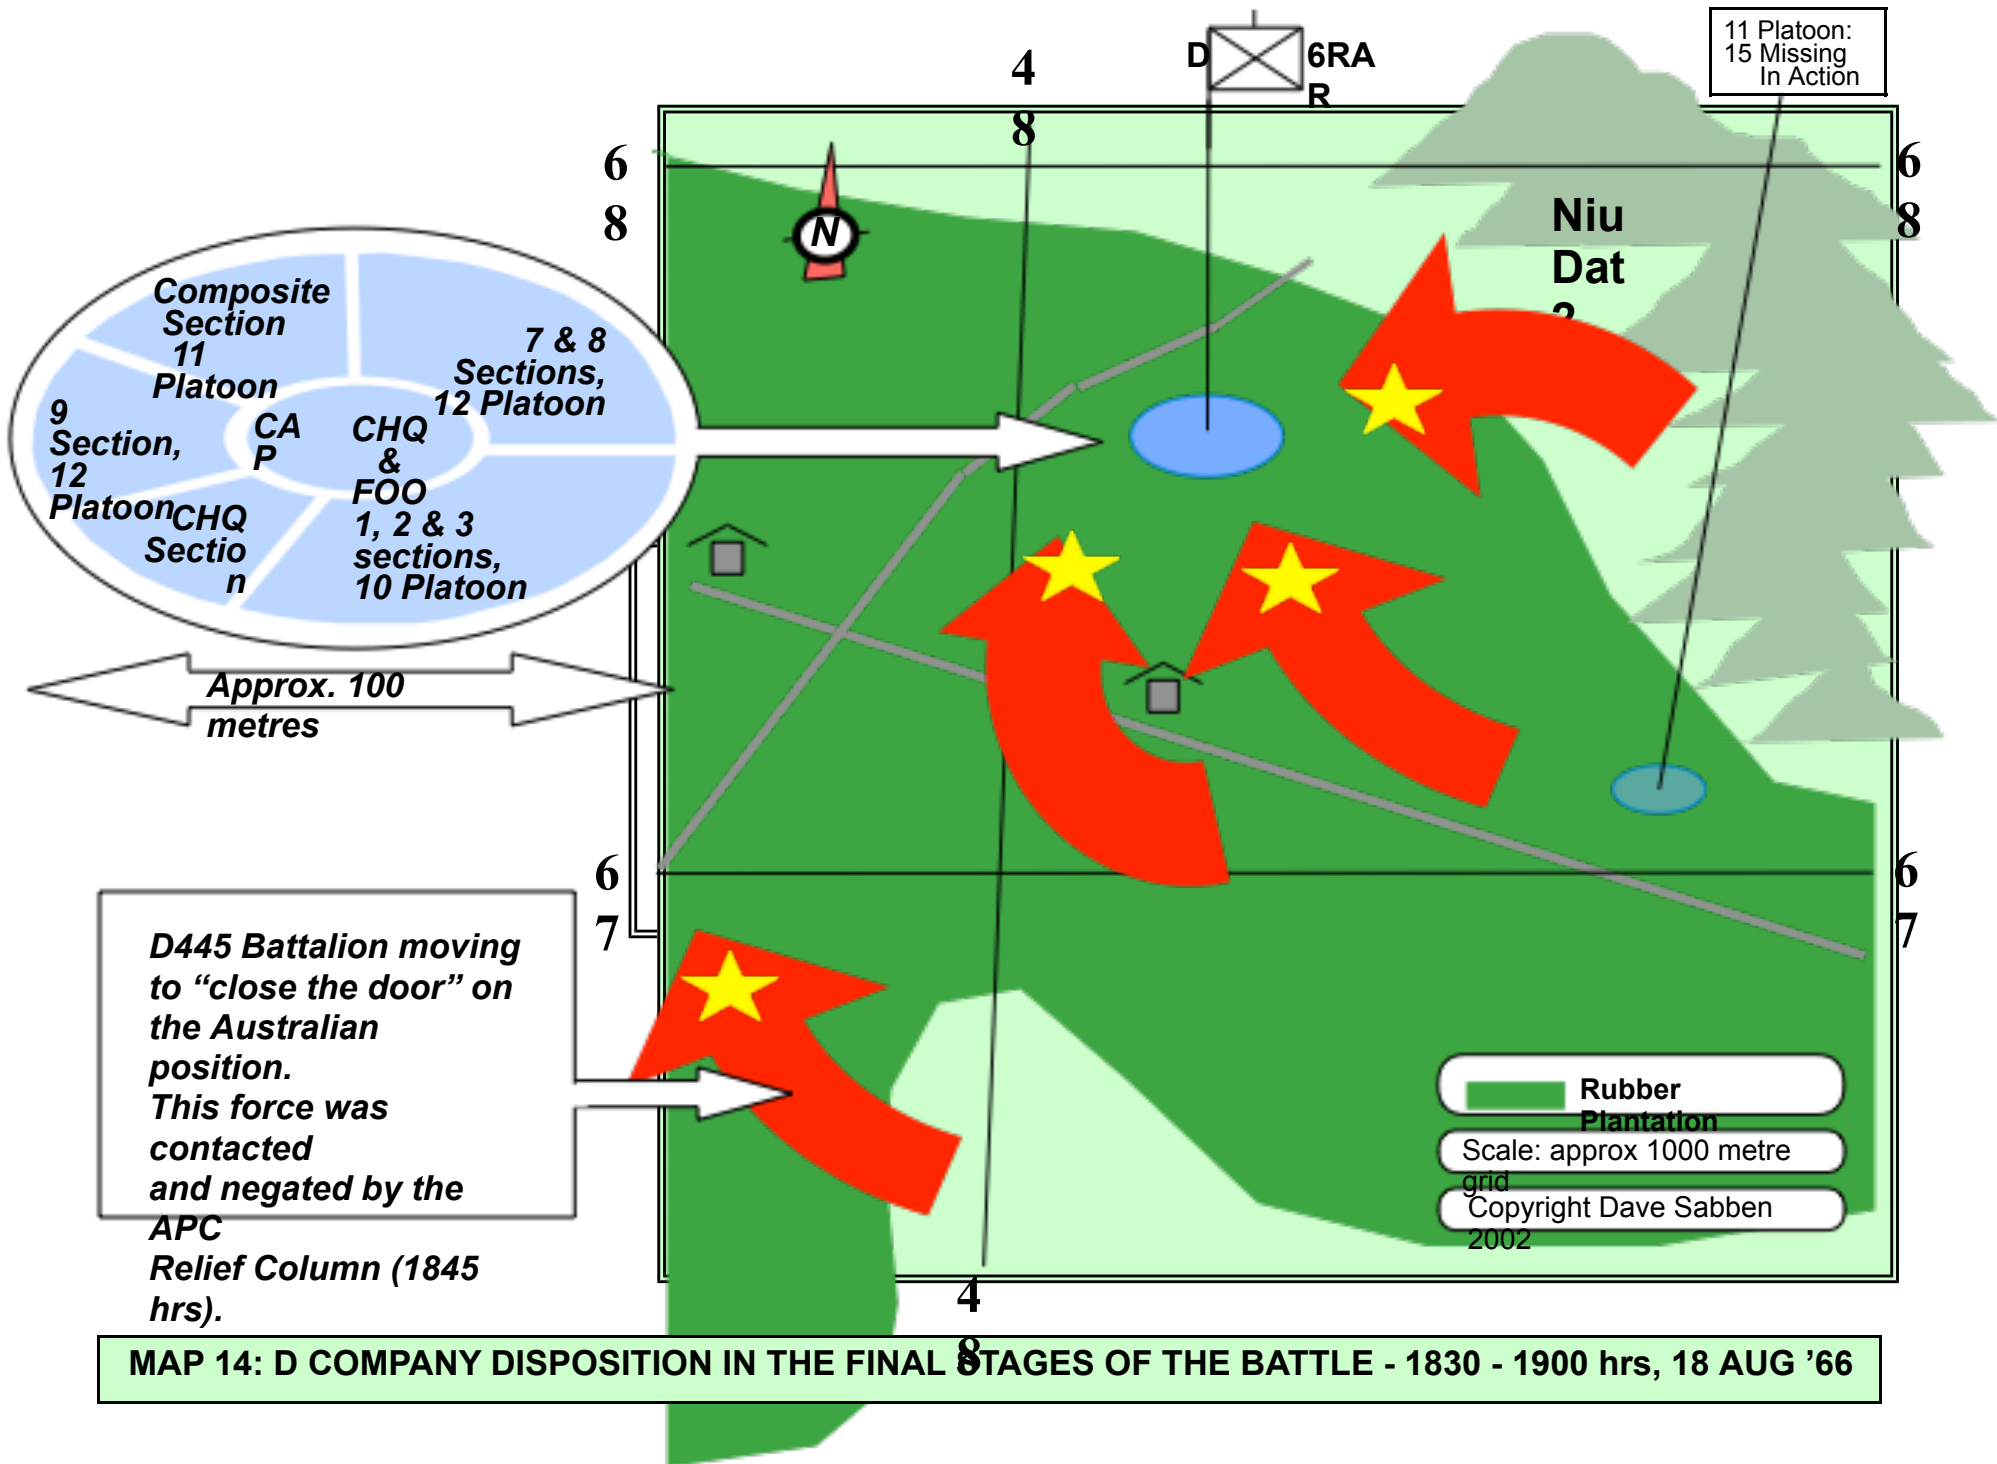 11 Platoon:
15 Missing
In Action
D
6RA
R
4
8
6
8
6
8
N
Niu
Dat
2
Composite
Section
11
Platoon
7 & 8
Sections,
12 Platoon
9
Section,
12
Platoon
CA
P
CHQ
&
FOO
CHQ
Sectio
n
1, 2 & 3
sections,
10 Platoon
Approx. 100
metres
6
7
6
7
D445 Battalion moving
to “close the door” on
the Australian
position.
This force was
contacted
and negated by the
APC
Relief Column (1845
hrs).
Rubber
Plantation
Scale: approx 1000 metre
grid
Copyright Dave Sabben
2002
4
8
MAP 14: D COMPANY DISPOSITION IN THE FINAL STAGES OF THE BATTLE - 1830 - 1900 hrs, 18 AUG ’66